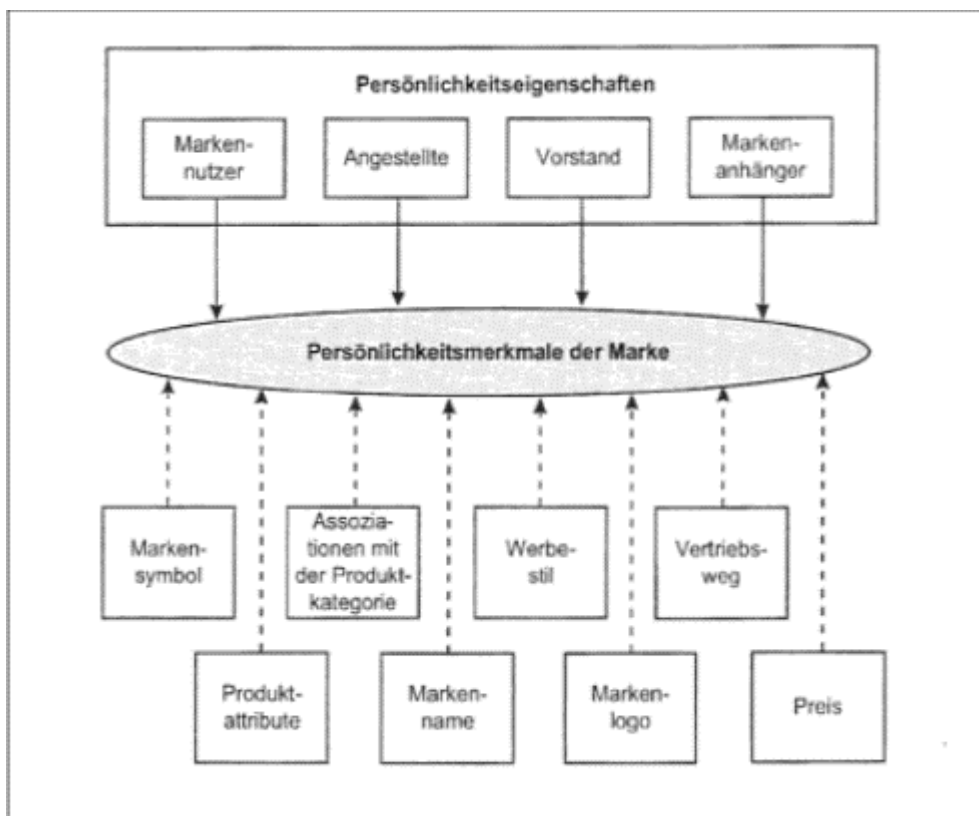 Persönlichkeitseigenschaften
Marken-
nutzer
Angestellte
Vorstand
Marken-
anhänger
Persönlichkeitsmerkmale der Marke
Marken-
symbol
Assozia-
tionen mit
der Produkt-
kategorie
Werbe-
stil
Vertriebs-
weg
Produkt-
attribute
Marken-
name
Marken-
logo
Preis